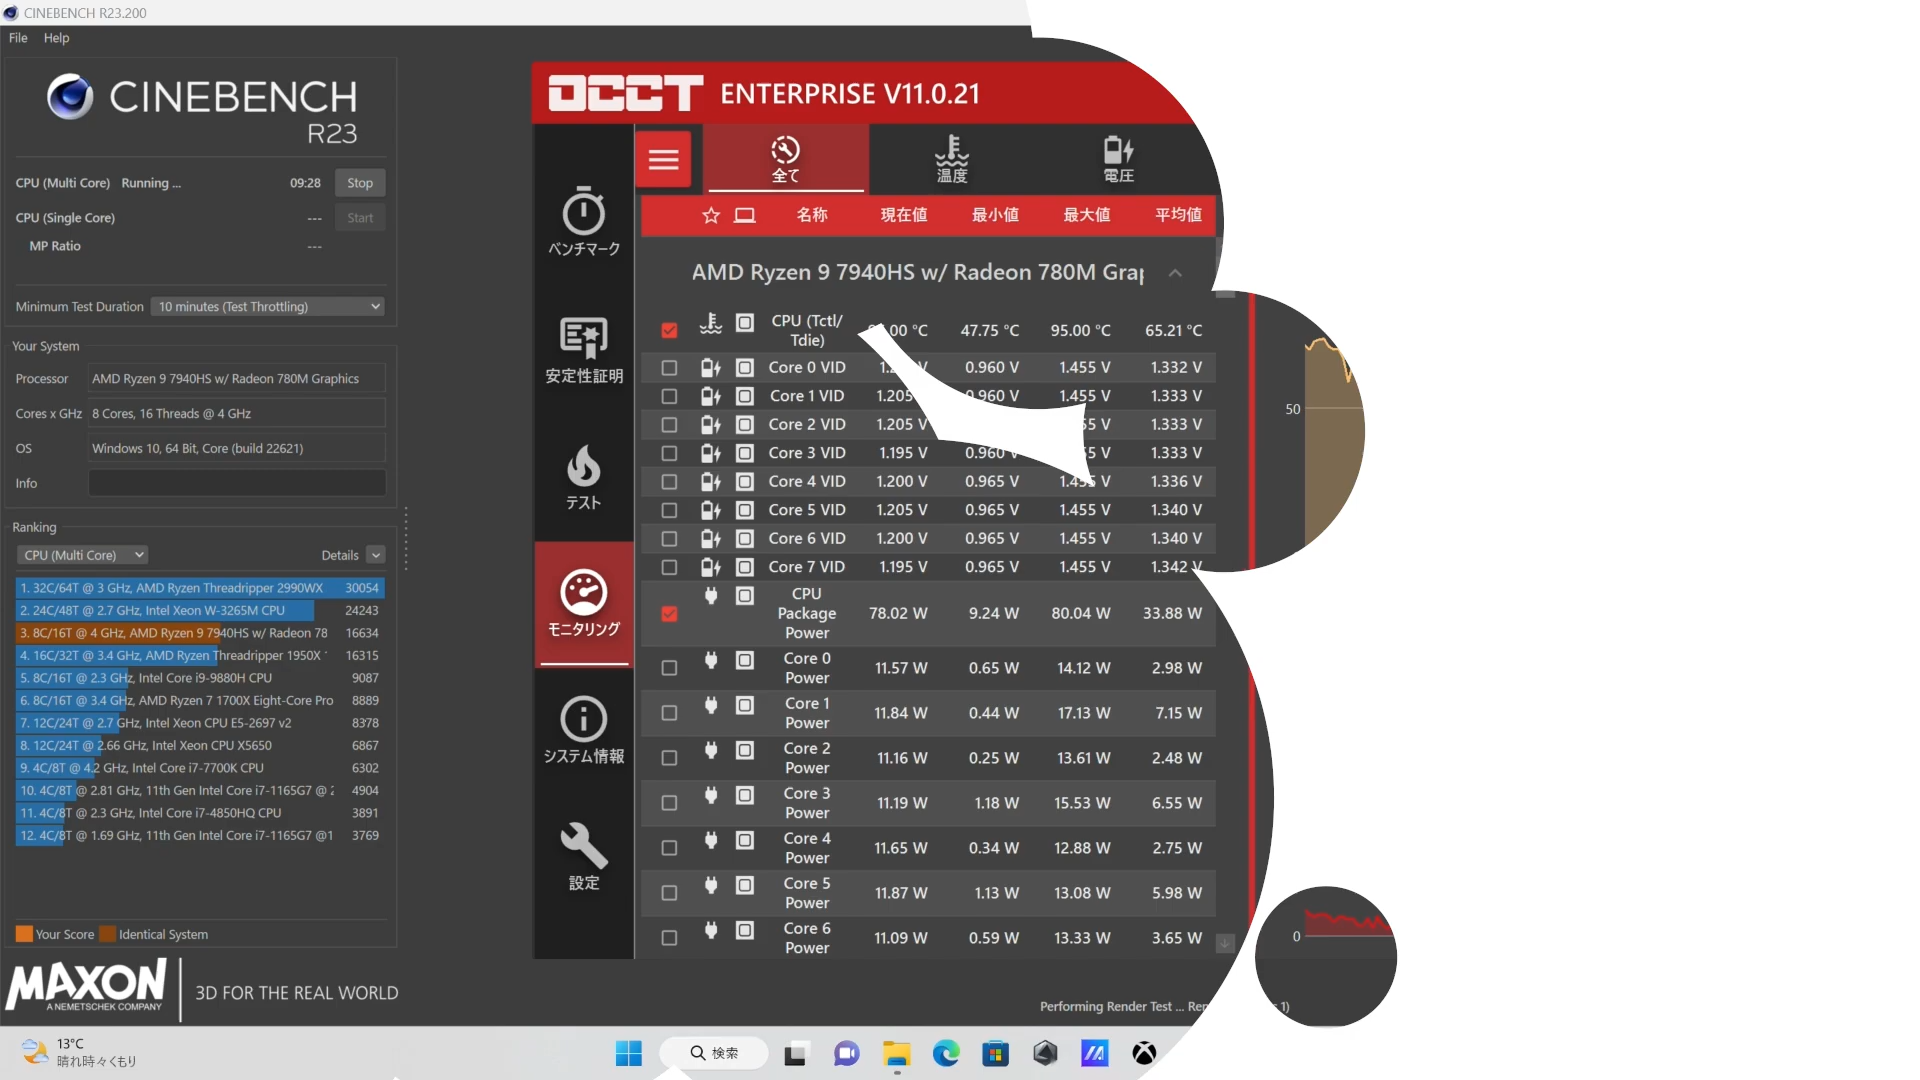 CINEBENCH R23.200
File Help
CINEBENCH
R23
CPU (Multi Core) Running ... 09:28 Stop
CPU (Single Core) --- Start
MP Ratio ---
Minimum Test Duration 10 minutes (Test Throttling)
Your System
Processor AMD Ryzen 9 7940HS w/ Radeon 780M Graphics
Cores x GHz 8 Cores, 16 Threads @ 4 GHz
OS Windows 10, 64 Bit, Core (build 22621)
Info
Ranking
CPU (Multi Core) Details
1. 32C/64T @ 3 GHz, AMD Ryzen Threadripper 2990WX 30054
2. 24C/48T @ 2.7 GHz, Intel Xeon W-3265M CPU 24243
3. 8C/16T @ 4 GHz, AMD Ryzen 9 7940HS w/ Radeon 78 16634
4. 16C/32T @ 3.4 GHz, AMD Ryzen Threadripper 1950X 16315
5. 8C/16T @ 2.3 GHz, Intel Core i9-9880H CPU 9087
6. 8C/16T @ 3.4 GHz, AMD Ryzen 7 1700X Eight-Core Pro 8889
7. 12C/24T @ 2.7 GHz, Intel Xeon CPU E5-2697 v2 8378
8. 12C/24T @ 2.66 GHz, Intel Xeon CPU X5650 6867
9. 4C/8T @ 4.2 GHz, Intel Core i7-7700K CPU 6302
10. 4C/8T @ 2.81 GHz, 11th Gen Intel Core i7-1165G7 @ 2 4904
11. 4C/8T @ 2.3 GHz, Intel Core i7-4850HQ CPU 3891
12. 4C/8T @ 1.69 GHz, 11th Gen Intel Core i7-1165G7 @1 3769
Your Score Identical System
MAXON
A NEMETSCHEK COMPANY
3D FOR THE REAL WORLD
OCCT ENTERPRISE V11.0.21
ベンチマーク
安定性証明
テスト
モニタリング
システム情報
設定
全て 温度 電圧
名称 現在値 最小値 最大値 平均値
AMD Ryzen 9 7940HS w/ Radeon 780M Grap
CPU (Tctl/
Tdie) .00 °C 47.75 °C 95.00 °C 65.21 °C
Core 0 VID V 0.960 V 1.455 V 1.332 V
Core 1 VID 1.205 0.960 V 1.455 V 1.333 V
Core 2 VID 1.205 V V 1.333 V
Core 3 VID 1.195 V 0.960 V V 1.333 V
Core 4 VID 1.200 V 0.965 V 1.455 V 1.336 V
Core 5 VID 1.205 V 0.965 V 1.455 V 1.340 V
Core 6 VID 1.200 V 0.965 V 1.455 V 1.340 V
Core 7 VID 1.195 V 0.965 V 1.455 V 1.342 V
CPU
Package
Power 78.02 W 9.24 W 80.04 W 33.88 W
Core 0
Power 11.57 W 0.65 W 14.12 W 2.98 W
Core 1
Power 11.84 W 0.44 W 17.13 W 7.15 W
Core 2
Power 11.16 W 0.25 W 13.61 W 2.48 W
Core 3
Power 11.19 W 1.18 W 15.53 W 6.55 W
Core 4
Power 11.65 W 0.34 W 12.88 W 2.75 W
Core 5
Power 11.87 W 1.13 W 13.08 W 5.98 W
Core 6
Power 11.09 W 0.59 W 13.33 W 3.65 W
50
0
Performing Render Test ... 1)
13°C
晴れ時々くもり
検索